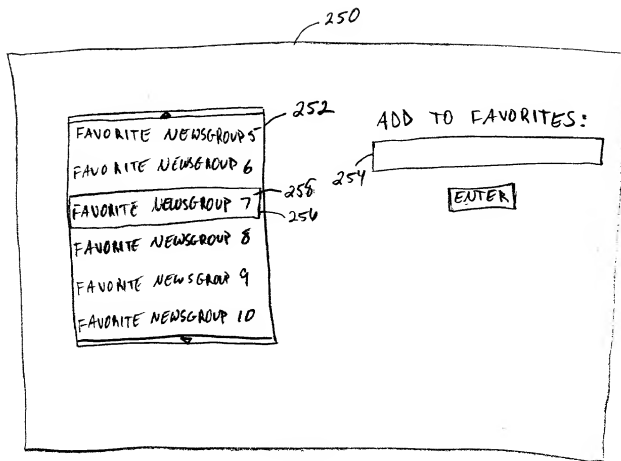 250
252
FAVORITE NEWSGROUP 5
FAVORITE NEWSGROUP 6
FAVORITE NEWSGROUP 7
258
256
FAVORITE NEWSGROUP 8
FAVORITE NEWSGROUP 9
FAVORITE NEWSGROUP 10
ADD TO FAVORITES:
254
ENTER